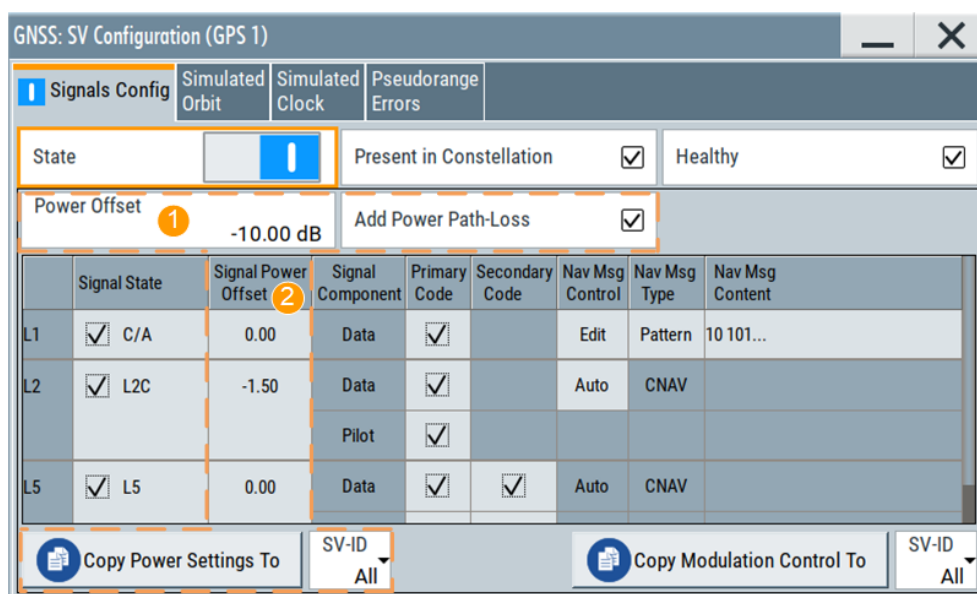 GNSS: SV Configuration (GPS 1)
Signals Config
Simulated Orbit
Simulated Clock
Pseudorange Errors
State
Present in Constellation
Healthy
Power Offset
1
-10.00 dB
Add Power Path-Loss
Signal State
Signal Power Offset
2
Signal Component
Primary Code
Secondary Code
Nav Msg Control
Nav Msg Type
Nav Msg Content
L1 C/A 0.00 Data Edit Pattern 10 101...
L2 L2C -1.50 Data Auto CNAV
Pilot
L5 L5 0.00 Data Auto CNAV
Copy Power Settings To
SV-ID
All
Copy Modulation Control To
SV-ID
All